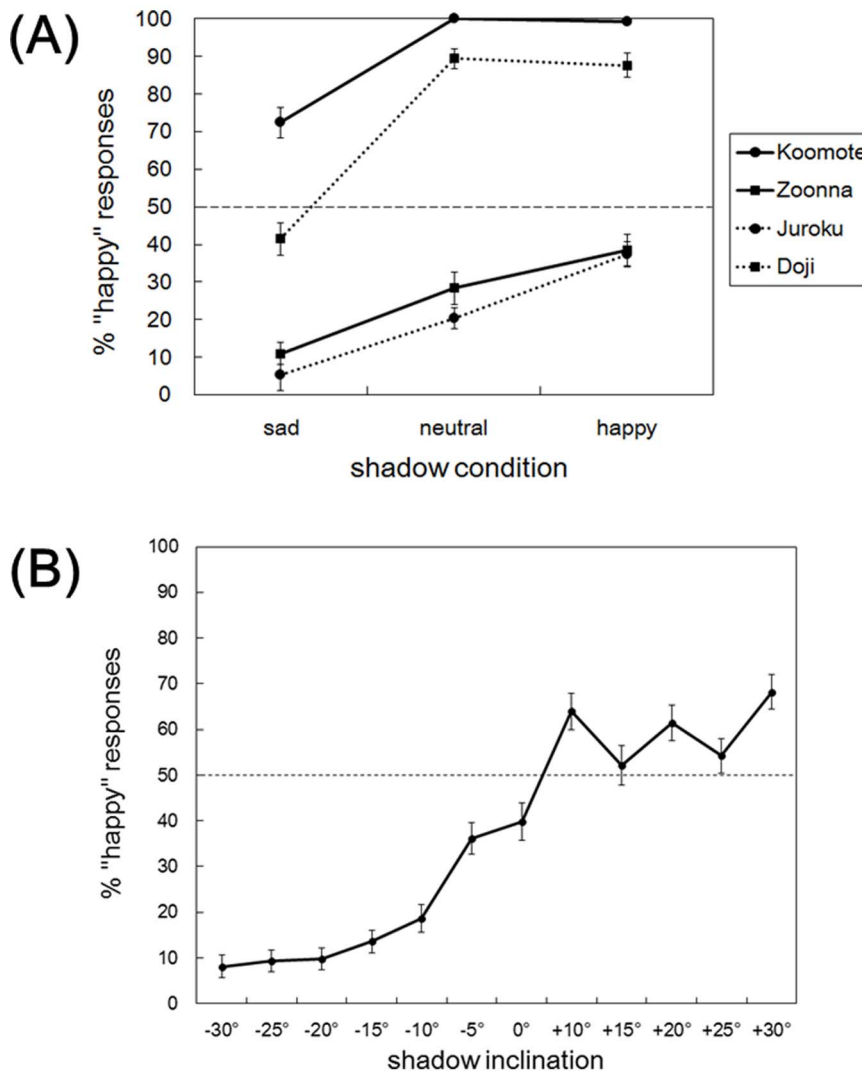 (A)
100
90
80
70
60
50
40
30
20
10
0
% "happy" responses
sad neutral happy
shadow condition
Koomote
Zoonna
Juroku
Doji
(B)
100
90
80
70
60
50
40
30
20
10
0
% "happy" responses
-30° -25° -20° -15° -10° -5° 0° +10° +15° +20° +25° +30°
shadow inclination